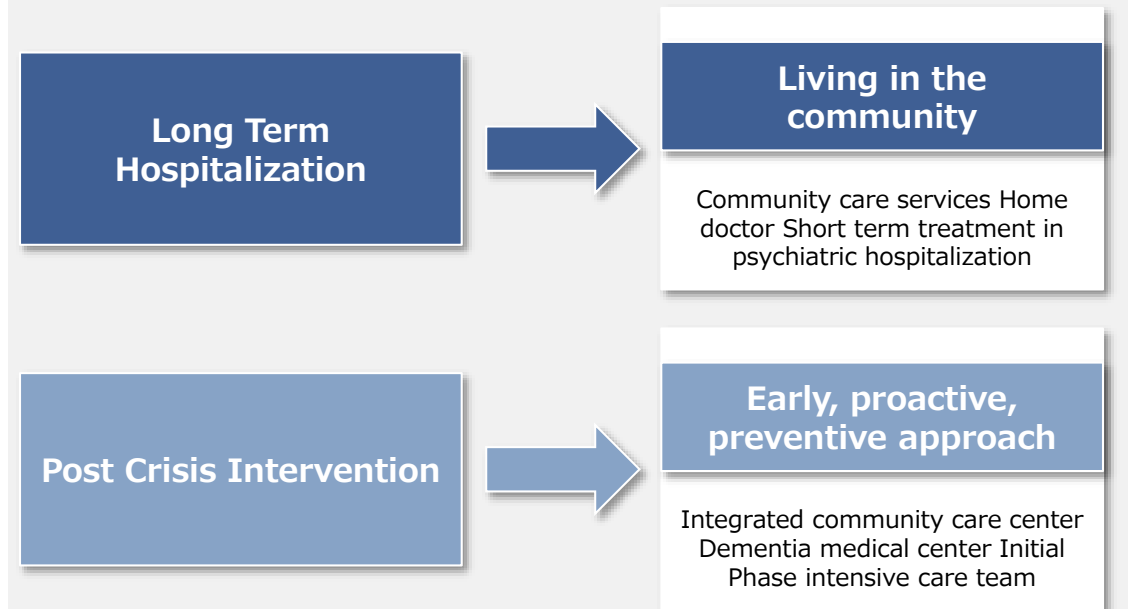 Long Term
Hospitalization
Living in the
community
Community care services Home
doctor Short term treatment in
psychiatric hospitalization
Post Crisis Intervention
Early, proactive,
preventive approach
Integrated community care center
Dementia medical center Initial
Phase intensive care team